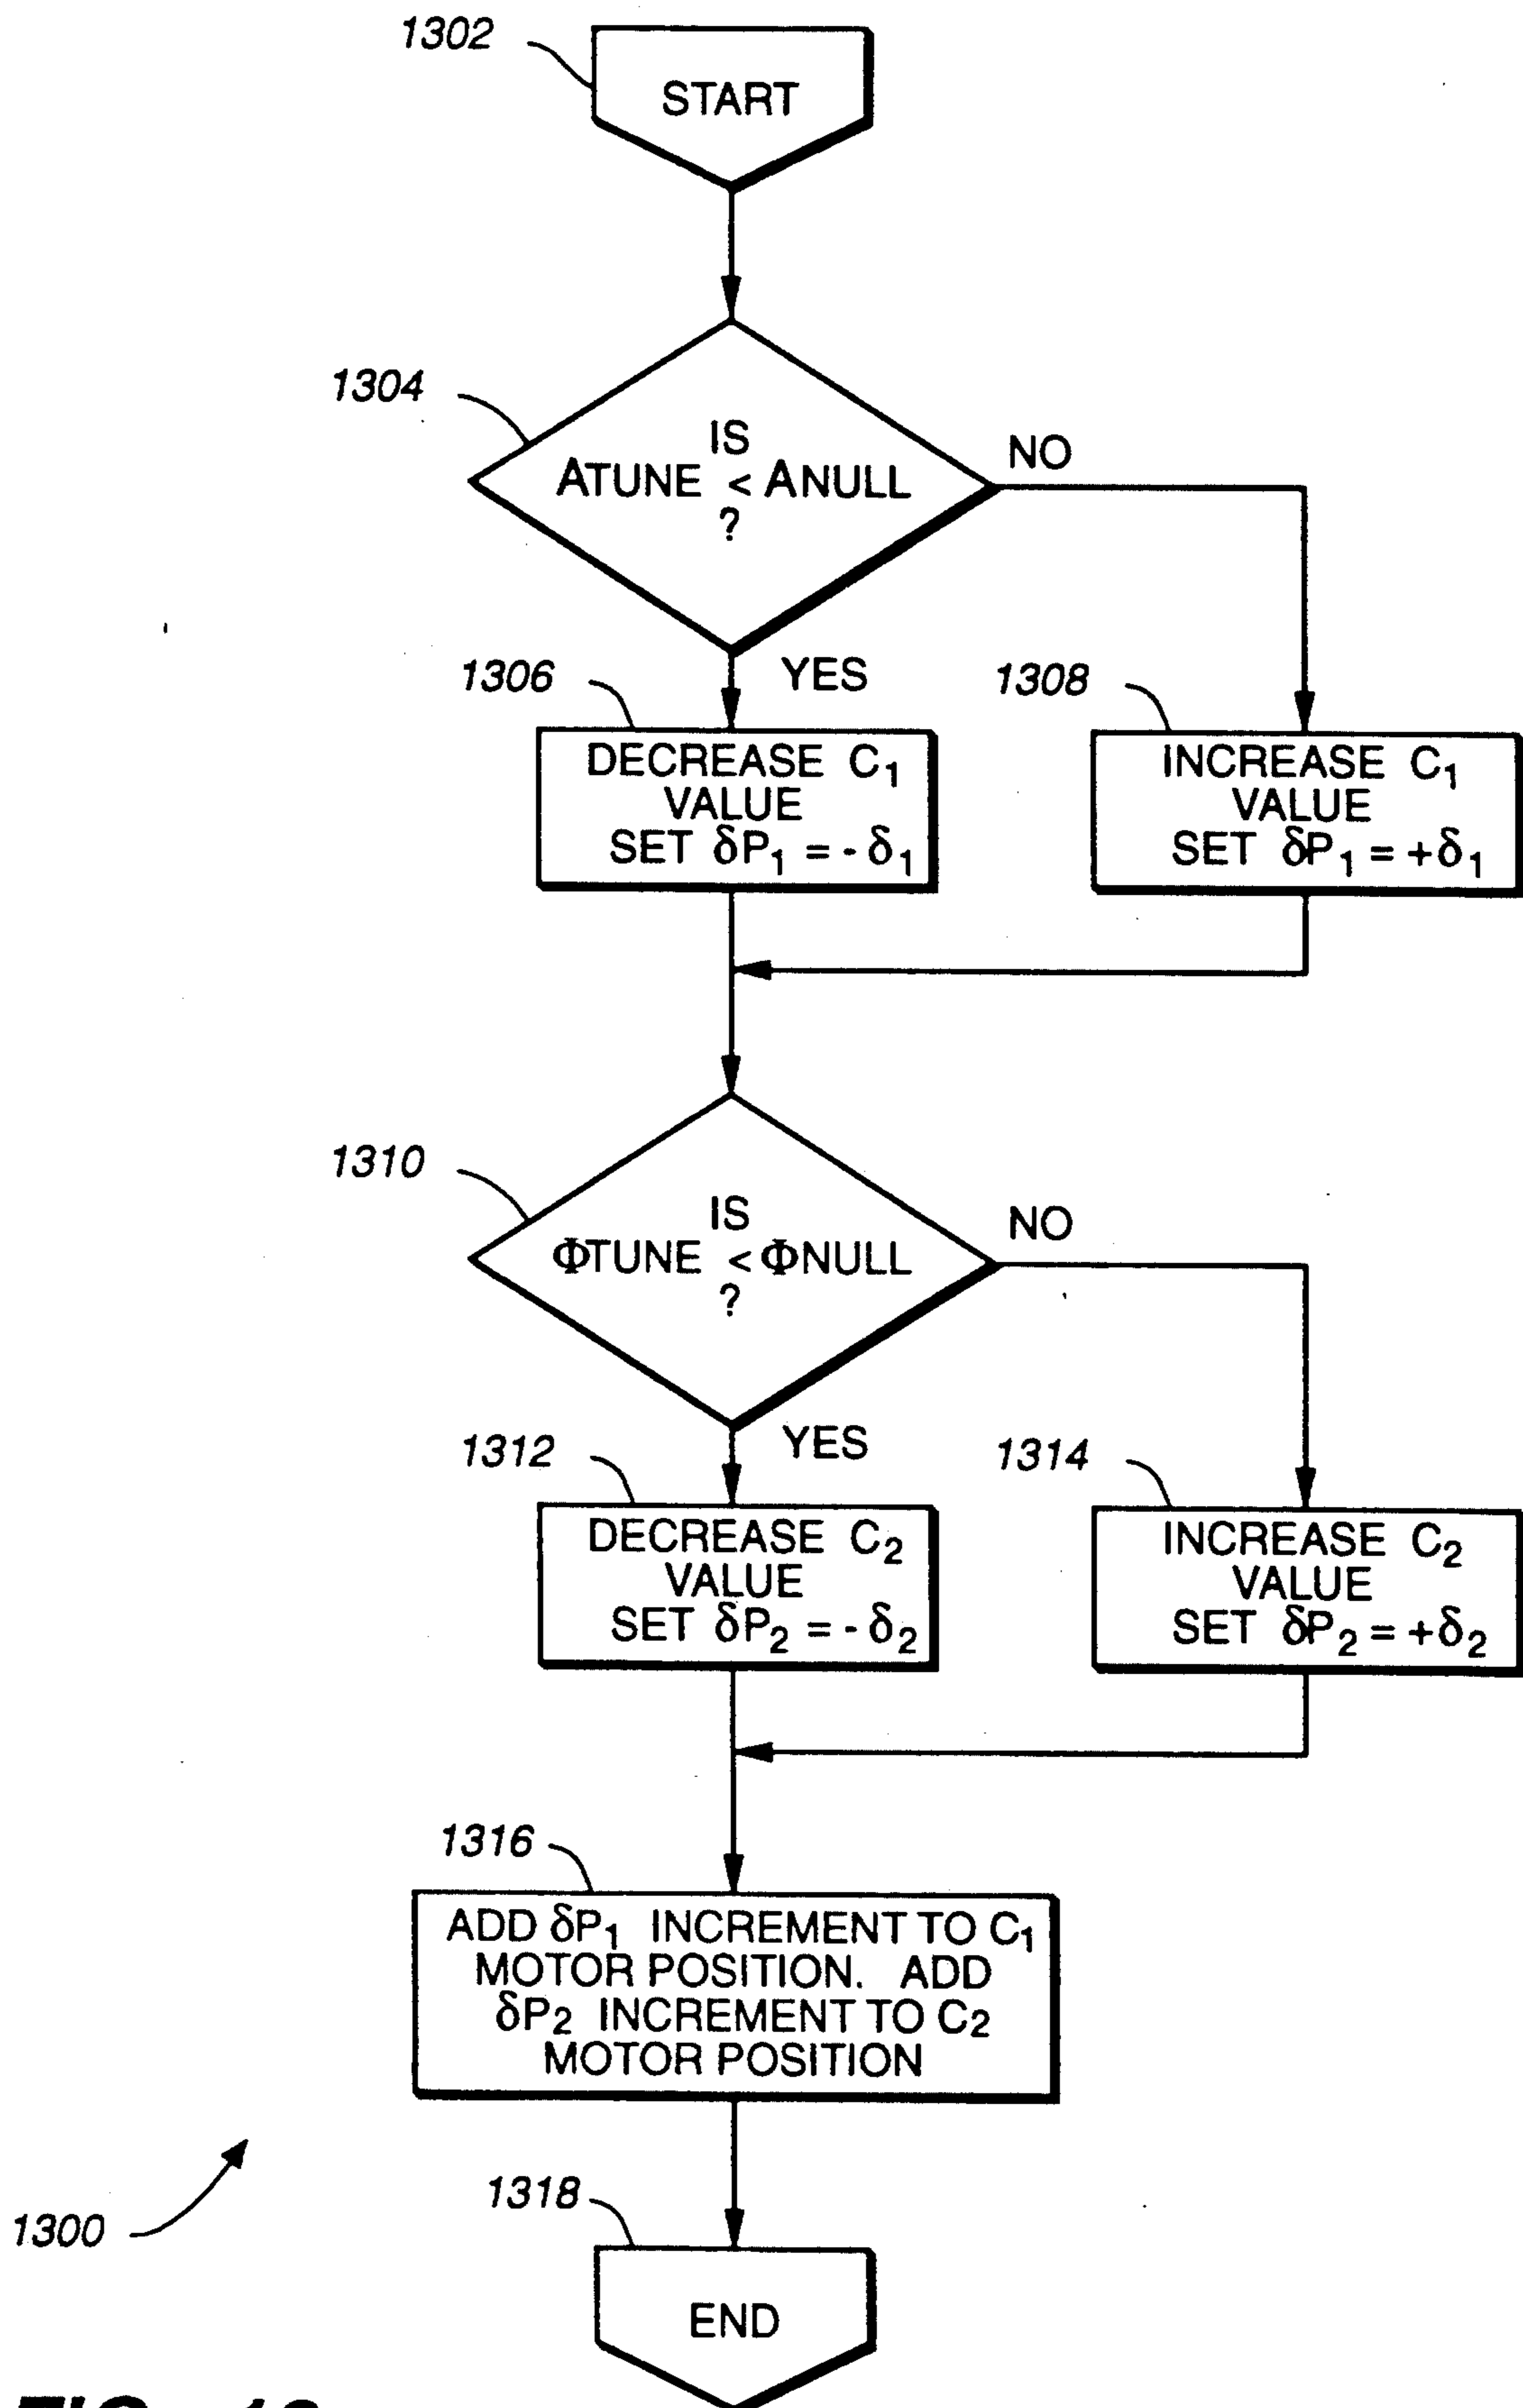 1302
START
1304
IS
ATUNE < ANULL
?
NO
YES
1306
DECREASE C₁
VALUE
SET δP₁ = - δ₁
1308
INCREASE C₁
VALUE
SET δP₁ = +δ₁
1310
IS
ΦTUNE < ΦNULL
?
NO
YES
1312
DECREASE C₂
VALUE
SET δP₂ = - δ₂
1314
INCREASE C₂
VALUE
SET δP₂ = +δ₂
1316
ADD δP₁ INCREMENT TO C₁
MOTOR POSITION. ADD
δP₂ INCREMENT TO C₂
MOTOR POSITION
1300
1318
END